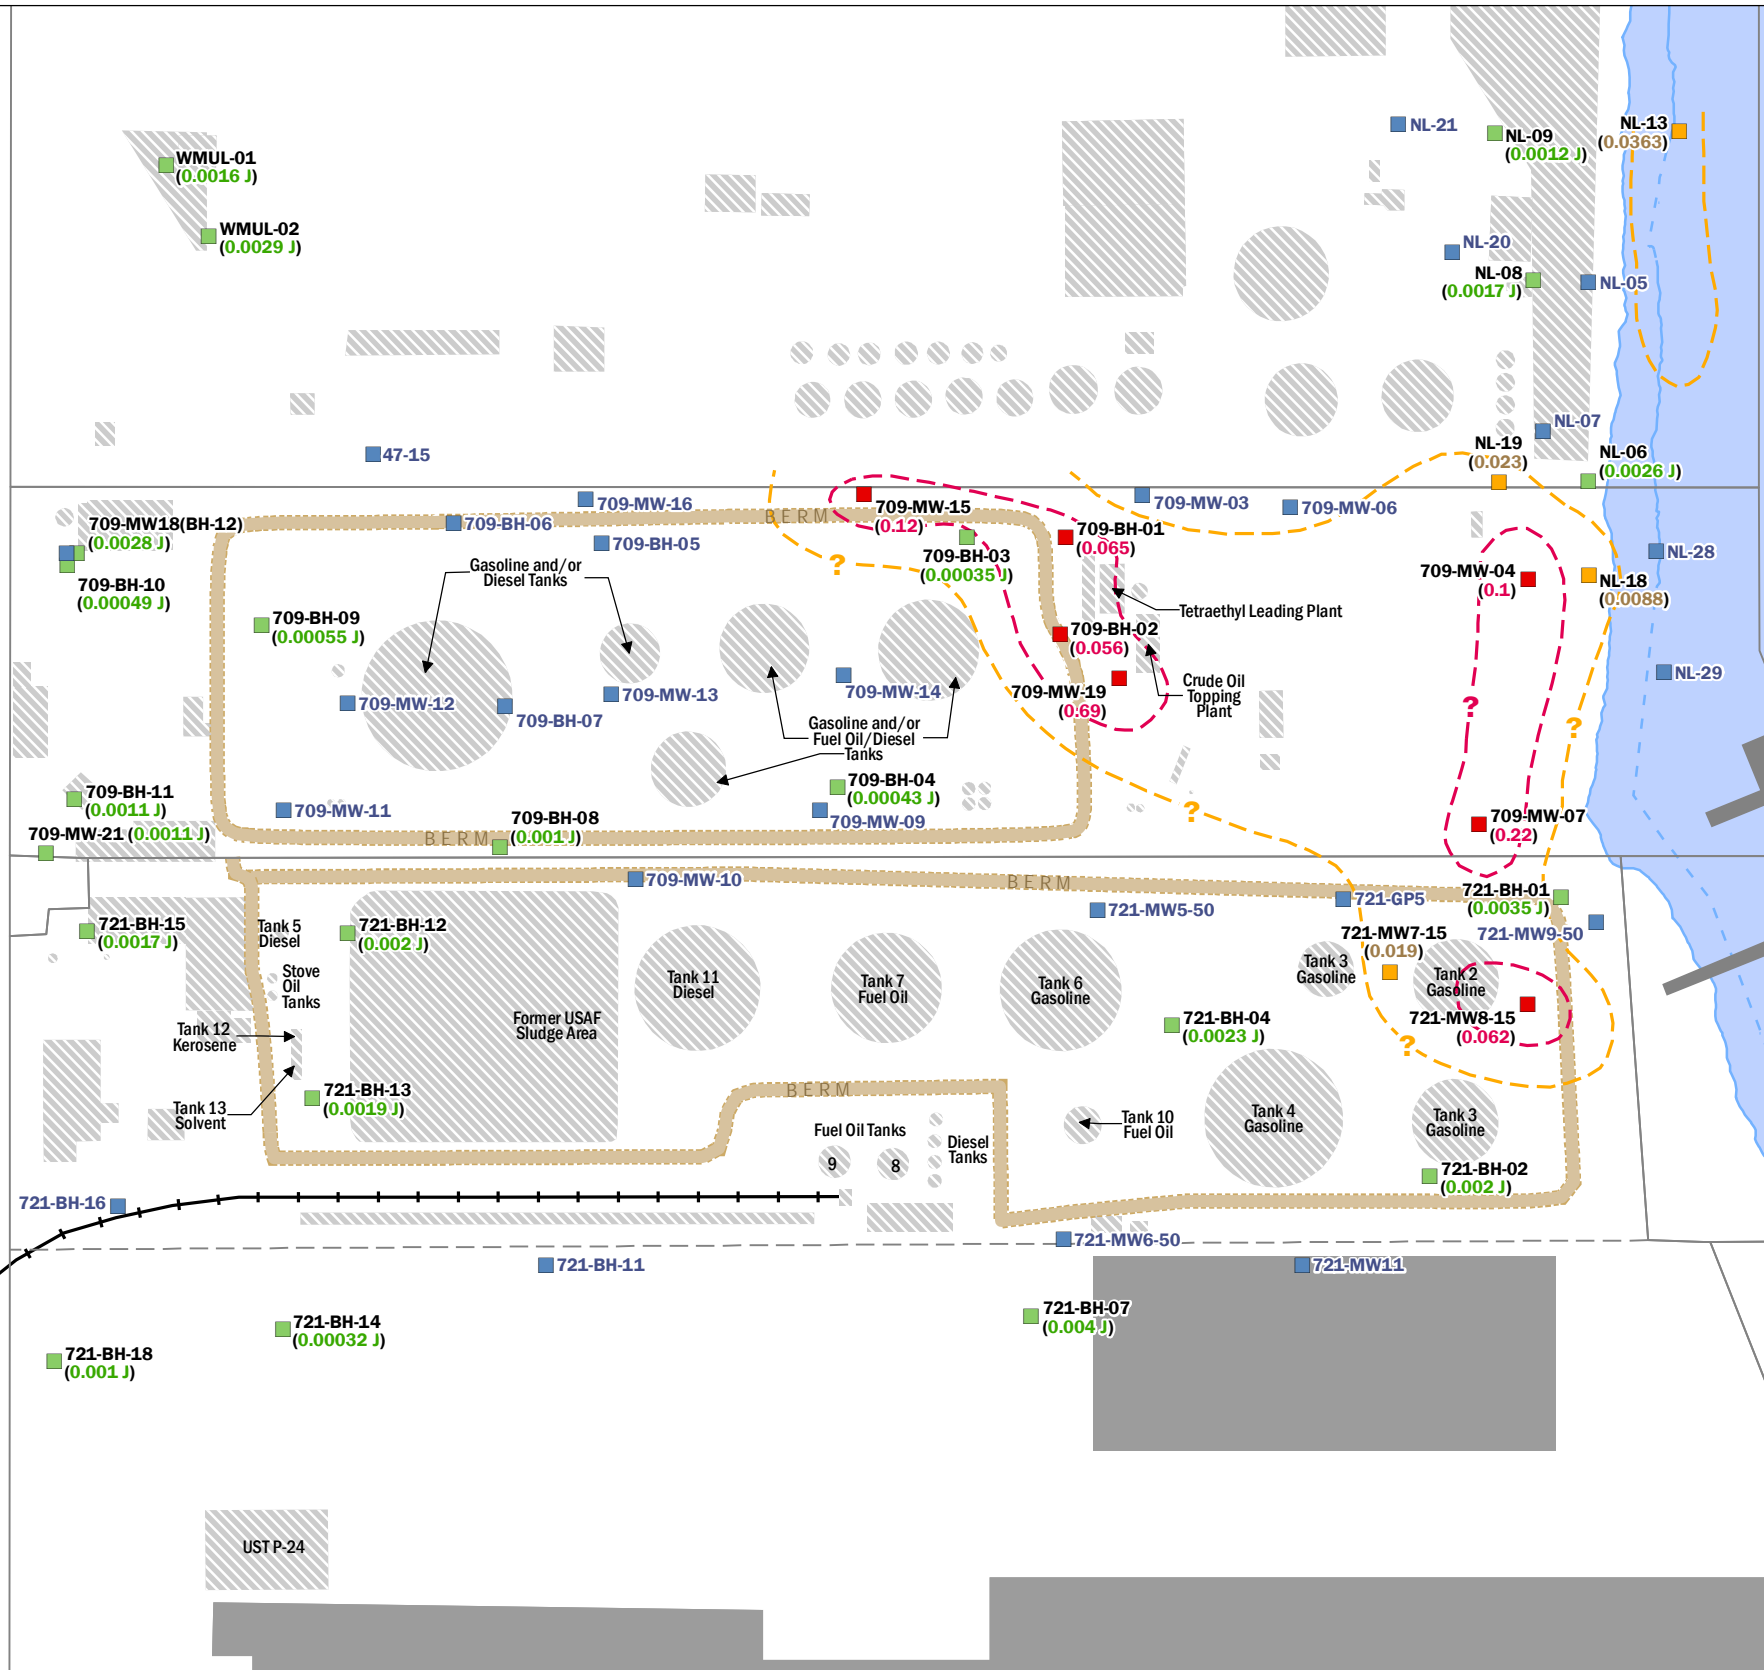 WMUL-01
(0.0016 J)
WMUL-02
(0.0029 J)
NL-21
NL-09
(0.0012 J)
NL-13
(0.0363)
NL-20
NL-08
(0.0017 J)
NL-05
NL-07
NL-19
(0.023)
NL-06
(0.0026 J)
47-15
709-MW-16
709-MW-15
(0.12)
709-MW-03
709-MW-06
BERM
709-MW18(BH-12)
(0.0028 J)
709-BH-06
709-BH-05
709-BH-01
(0.065)
709-BH-03
(0.00035 J)
?
NL-28
709-BH-10
(0.00049 J)
Gasoline and/or
Diesel Tanks
709-MW-04
(0.1)
NL-18
(0.0088)
Tetraethyl Leading Plant
709-BH-09
(0.00055 J)
709-BH-02
(0.056)
NL-29
709-MW-12
709-BH-07
709-MW-13
709-MW-14
709-MW-19
(0.69)
Crude Oil
Topping
Plant
?
?
Gasoline and/or
Fuel Oil/Diesel
Tanks
709-BH-11
(0.0011 J)
709-BH-04
(0.00043 J)
709-MW-11
709-MW-09
?
709-MW-07
(0.22)
709-MW-21 (0.0011 J)
709-BH-08
(0.001 J)
BERM
709-MW-10
BERM
721-MW5-50
721-GP5
721-BH-01
(0.0035 J)
721-MW9-50
721-BH-15
(0.0017 J)
Tank 5
Diesel
721-BH-12
(0.002 J)
721-MW7-15
(0.019)
Stove
Oil
Tanks
Tank 11
Diesel
Tank 7
Fuel Oil
Tank 6
Gasoline
Tank 3
Gasoline
Tank 2
Gasoline
Former USAF
Sludge Area
721-BH-04
(0.0023 J)
721-MW8-15
(0.062)
?
Tank 12
Kerosene
721-BH-13
(0.0019 J)
Tank 13
Solvent
BERM
Tank 10
Fuel Oil
Tank 4
Gasoline
Tank 3
Gasoline
Fuel Oil Tanks
9
8
Diesel
Tanks
721-BH-02
(0.002 J)
721-BH-16
721-MW6-50
721-BH-11
721-MW11
721-BH-14
(0.00032 J)
721-BH-07
(0.004 J)
721-BH-18
(0.001 J)
UST P-24